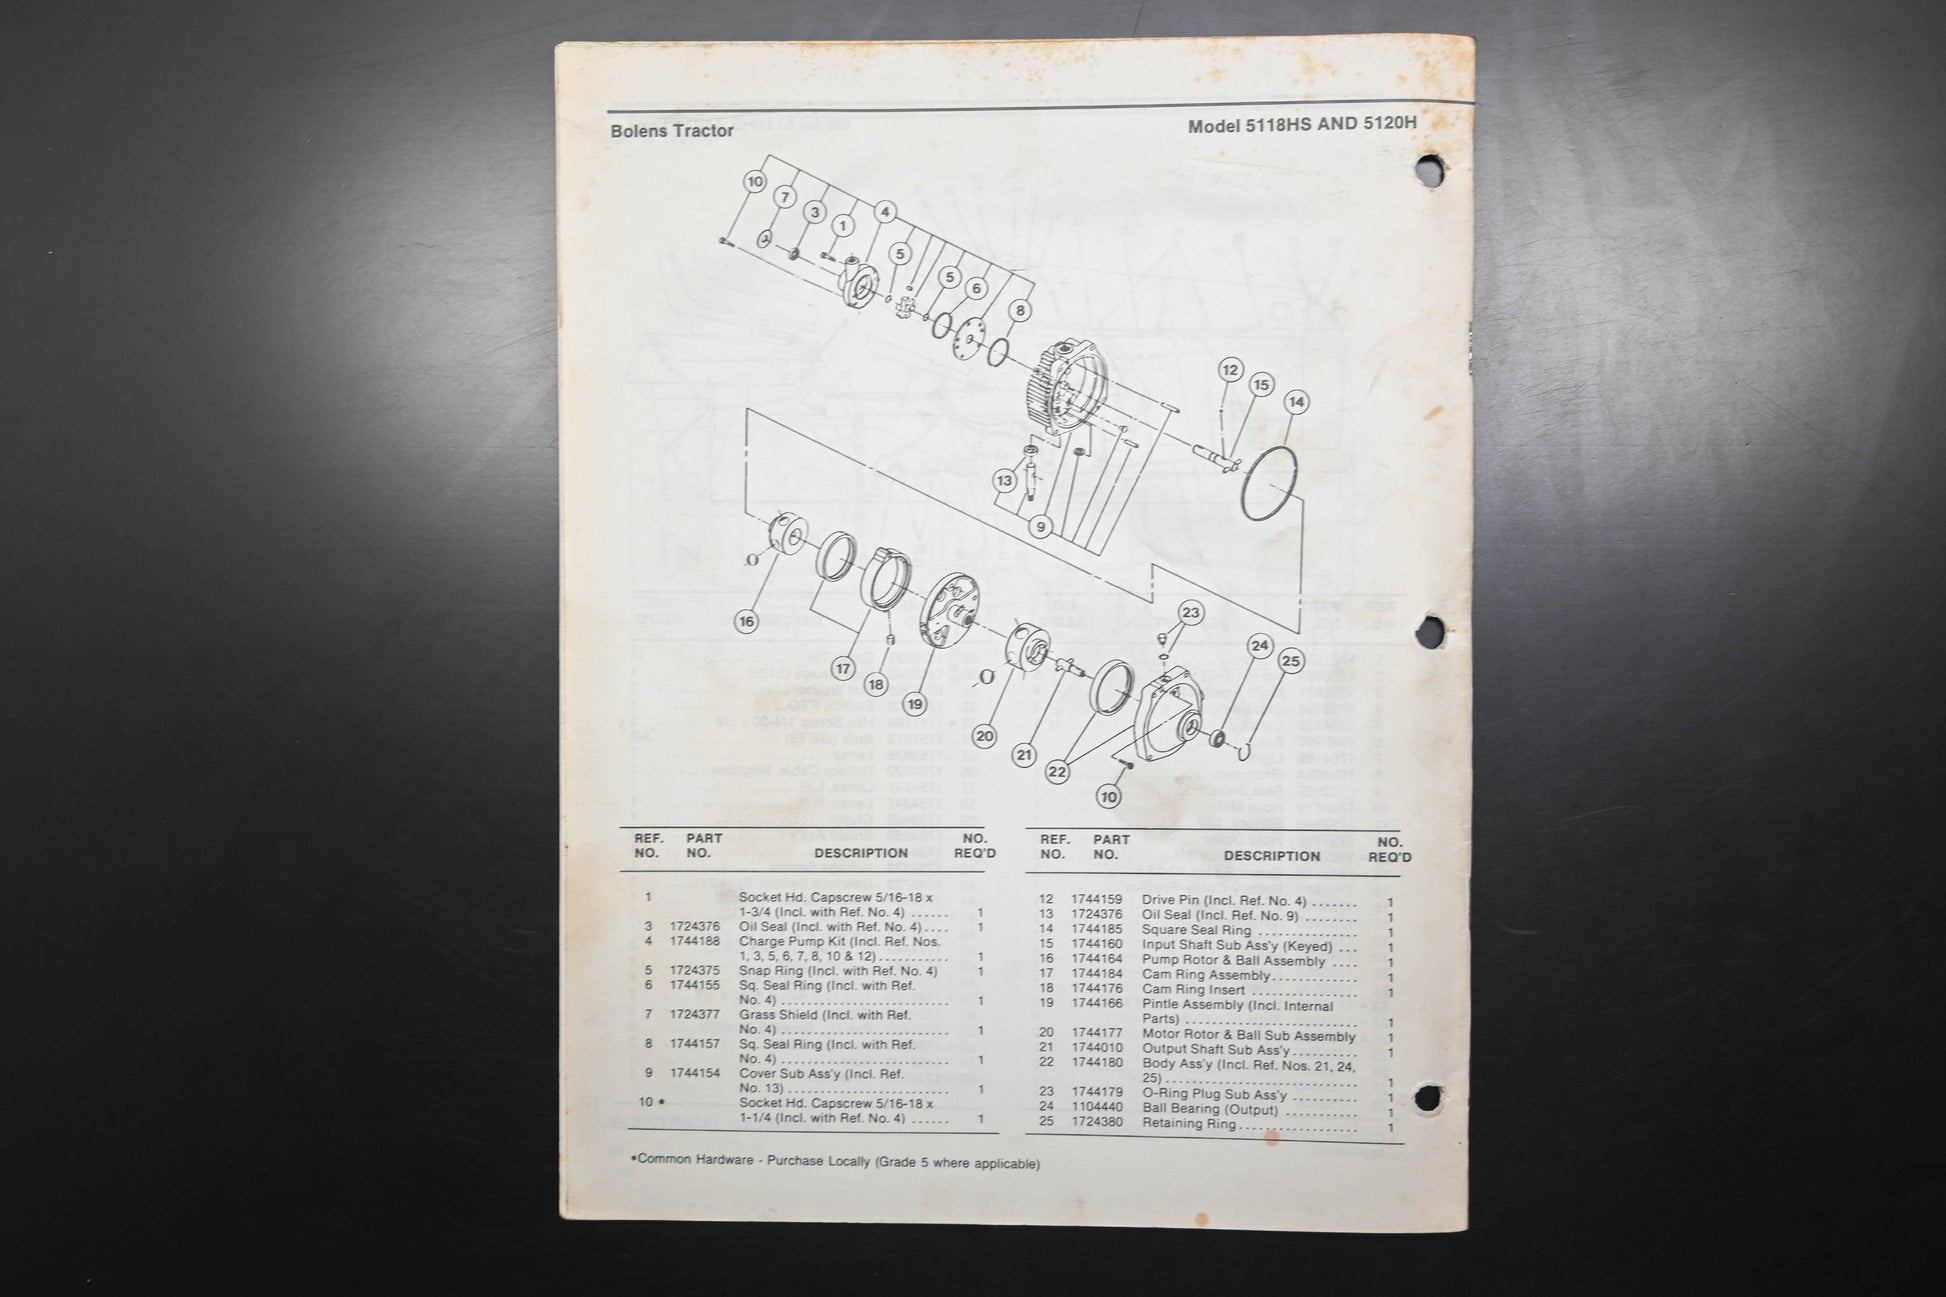 Bolens Tractor
Model 5118HS AND 5120H
10
7
3
1
4
5
5
6
8
12
15
14
13
9
16
17
18
19
20
21
22
23
24
25
10
REF. PART NO.
NO. NO. DESCRIPTION REQ'D
1 Socket Hd. Capscrew 5/16-18 x
1-3/4 (Incl. with Ref. No. 4) ...... 1
3 1724376 Oil Seal (Incl. with Ref. No. 4).... 1
4 1744188 Charge Pump Kit (Incl. Ref. Nos.
1, 3, 5, 6, 7, 8, 10 & 12)........... 1
5 1724375 Snap Ring (Incl. with Ref. No. 4) 1
6 1744155 Sq. Seal Ring (Incl. with Ref.
No. 4) ......................... 1
7 1724377 Grass Shield (Incl. with Ref.
No. 4) ......................... 1
8 1744157 Sq. Seal Ring (Incl. with Ref.
No. 4) ......................... 1
9 1744154 Cover Sub Ass'y (Incl. Ref.
No. 13) ........................ 1
10 • Socket Hd. Capscrew 5/16-18 x
1-1/4 (Incl. with Ref. No. 4) ...... 1
REF. PART NO.
NO. NO. DESCRIPTION REQ'D
12 1744159 Drive Pin (Incl. Ref. No. 4) ....... 1
13 1724376 Oil Seal (Incl. Ref. No. 9) ........ 1
14 1744185 Square Seal Ring ............... 1
15 1744160 Input Shaft Sub Ass'y (Keyed) ... 1
16 1744164 Pump Rotor & Ball Assembly .... 1
17 1744184 Cam Ring Assembly............. 1
18 1744176 Cam Ring Insert ................ 1
19 1744166 Pintle Assembly (Incl. Internal
Parts) .......................... 1
20 1744177 Motor Rotor & Ball Sub Assembly 1
21 1744010 Output Shaft Sub Ass'y.......... 1
22 1744180 Body Ass'y (Incl. Ref. Nos. 21, 24,
25)............................. 1
23 1744179 O-Ring Plug Sub Ass'y .......... 1
24 1104440 Ball Bearing (Output) ........... 1
25 1724380 Retaining Ring.................. 1
•Common Hardware - Purchase Locally (Grade 5 where applicable)